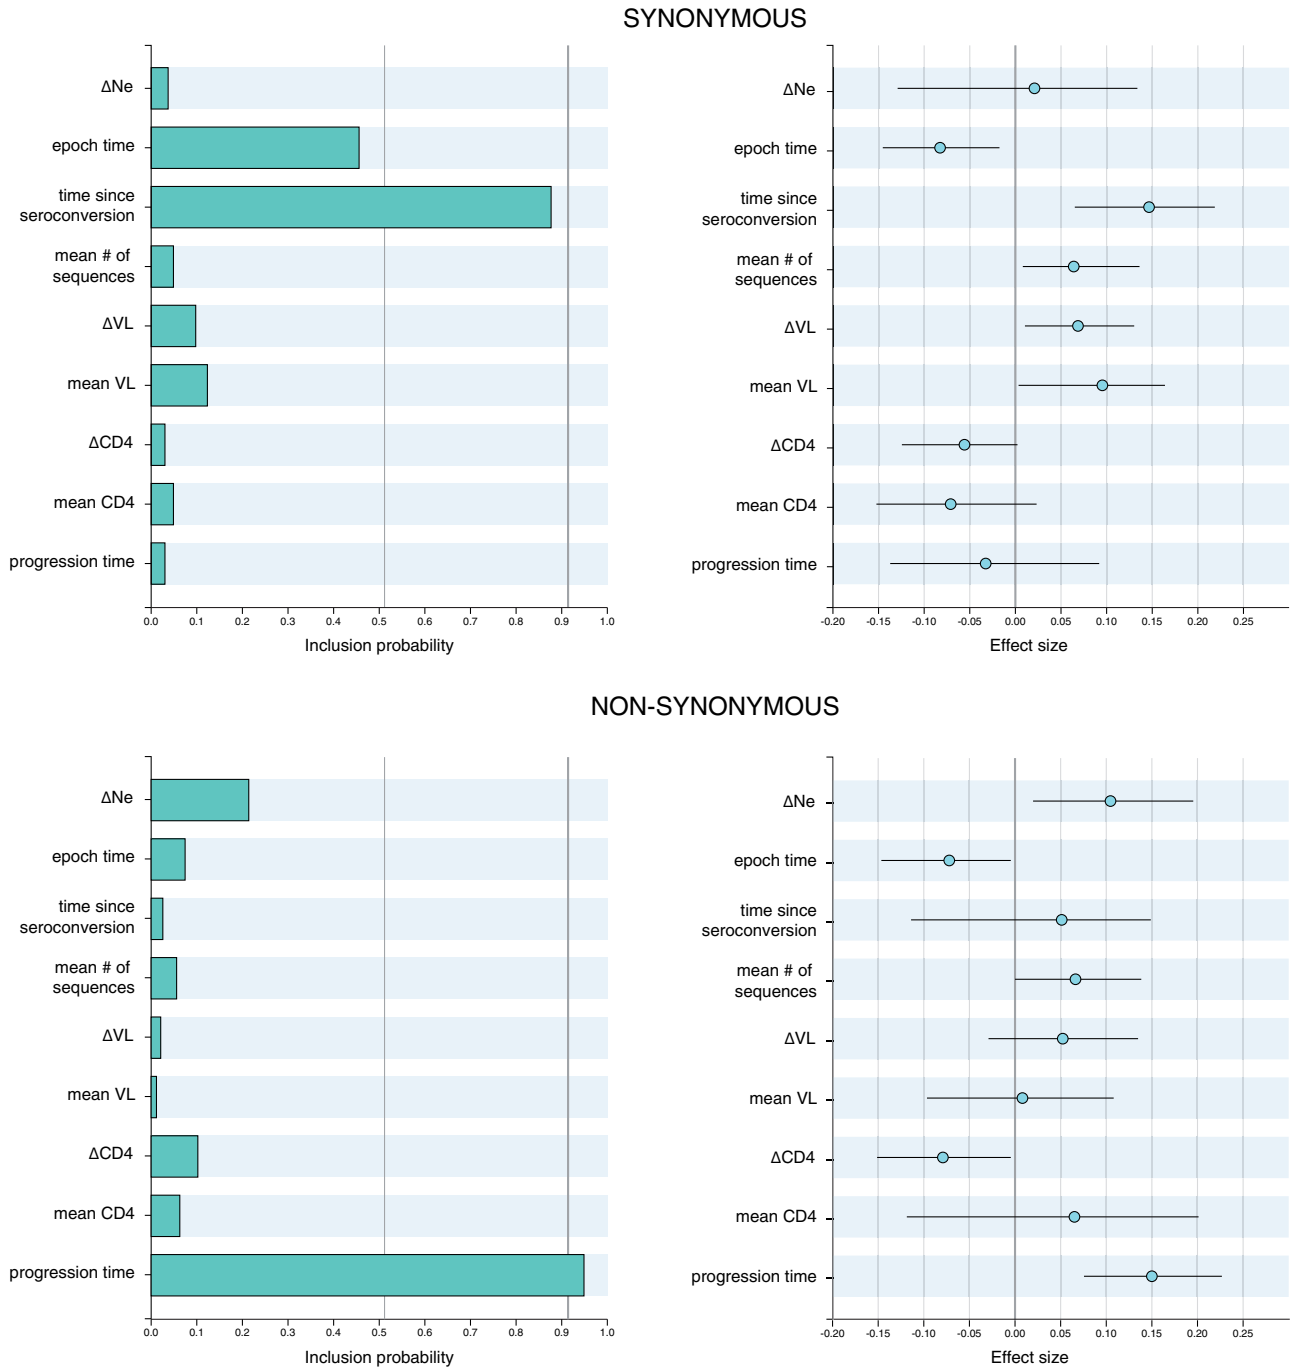 SYNONYMOUS
ΔNe
epoch time
time since
seroconversion
mean # of
sequences
ΔVL
mean VL
ΔCD4
mean CD4
progression time
0.0 0.1 0.2 0.3 0.4 0.5 0.6 0.7 0.8 0.9 1.0
Inclusion probability
ΔNe
epoch time
time since
seroconversion
mean # of
sequences
ΔVL
mean VL
ΔCD4
mean CD4
progression time
-0.20 -0.15 -0.10 -0.05 0.00 0.05 0.10 0.15 0.20 0.25
Effect size
NON-SYNONYMOUS
ΔNe
epoch time
time since
seroconversion
mean # of
sequences
ΔVL
mean VL
ΔCD4
mean CD4
progression time
0.0 0.1 0.2 0.3 0.4 0.5 0.6 0.7 0.8 0.9 1.0
Inclusion probability
ΔNe
epoch time
time since
seroconversion
mean # of
sequences
ΔVL
mean VL
ΔCD4
mean CD4
progression time
-0.20 -0.15 -0.10 -0.05 0.00 0.05 0.10 0.15 0.20 0.25
Effect size